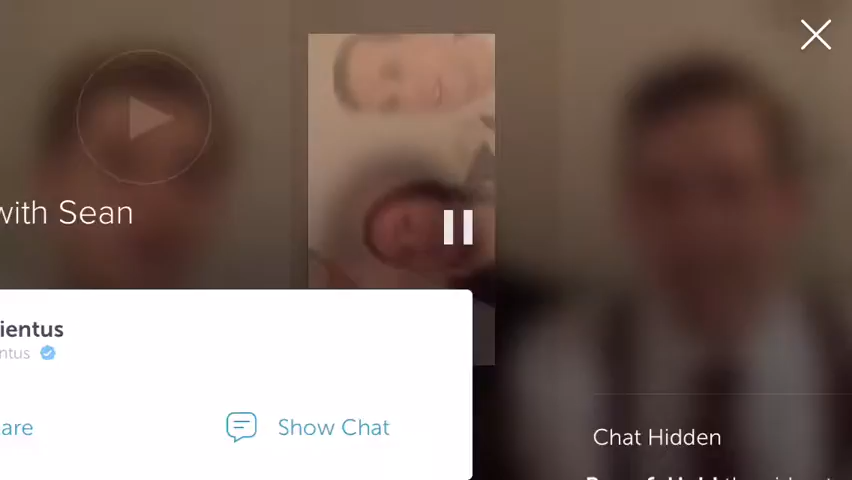 with Sean
ientus
ntus
are
Show Chat
Chat Hidden